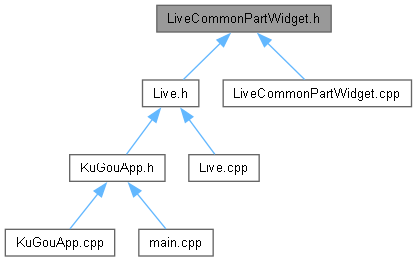 LiveCommonPartWidget.h
Live.h
LiveCommonPartWidget.cpp
KuGouApp.h
Live.cpp
KuGouApp.cpp
main.cpp